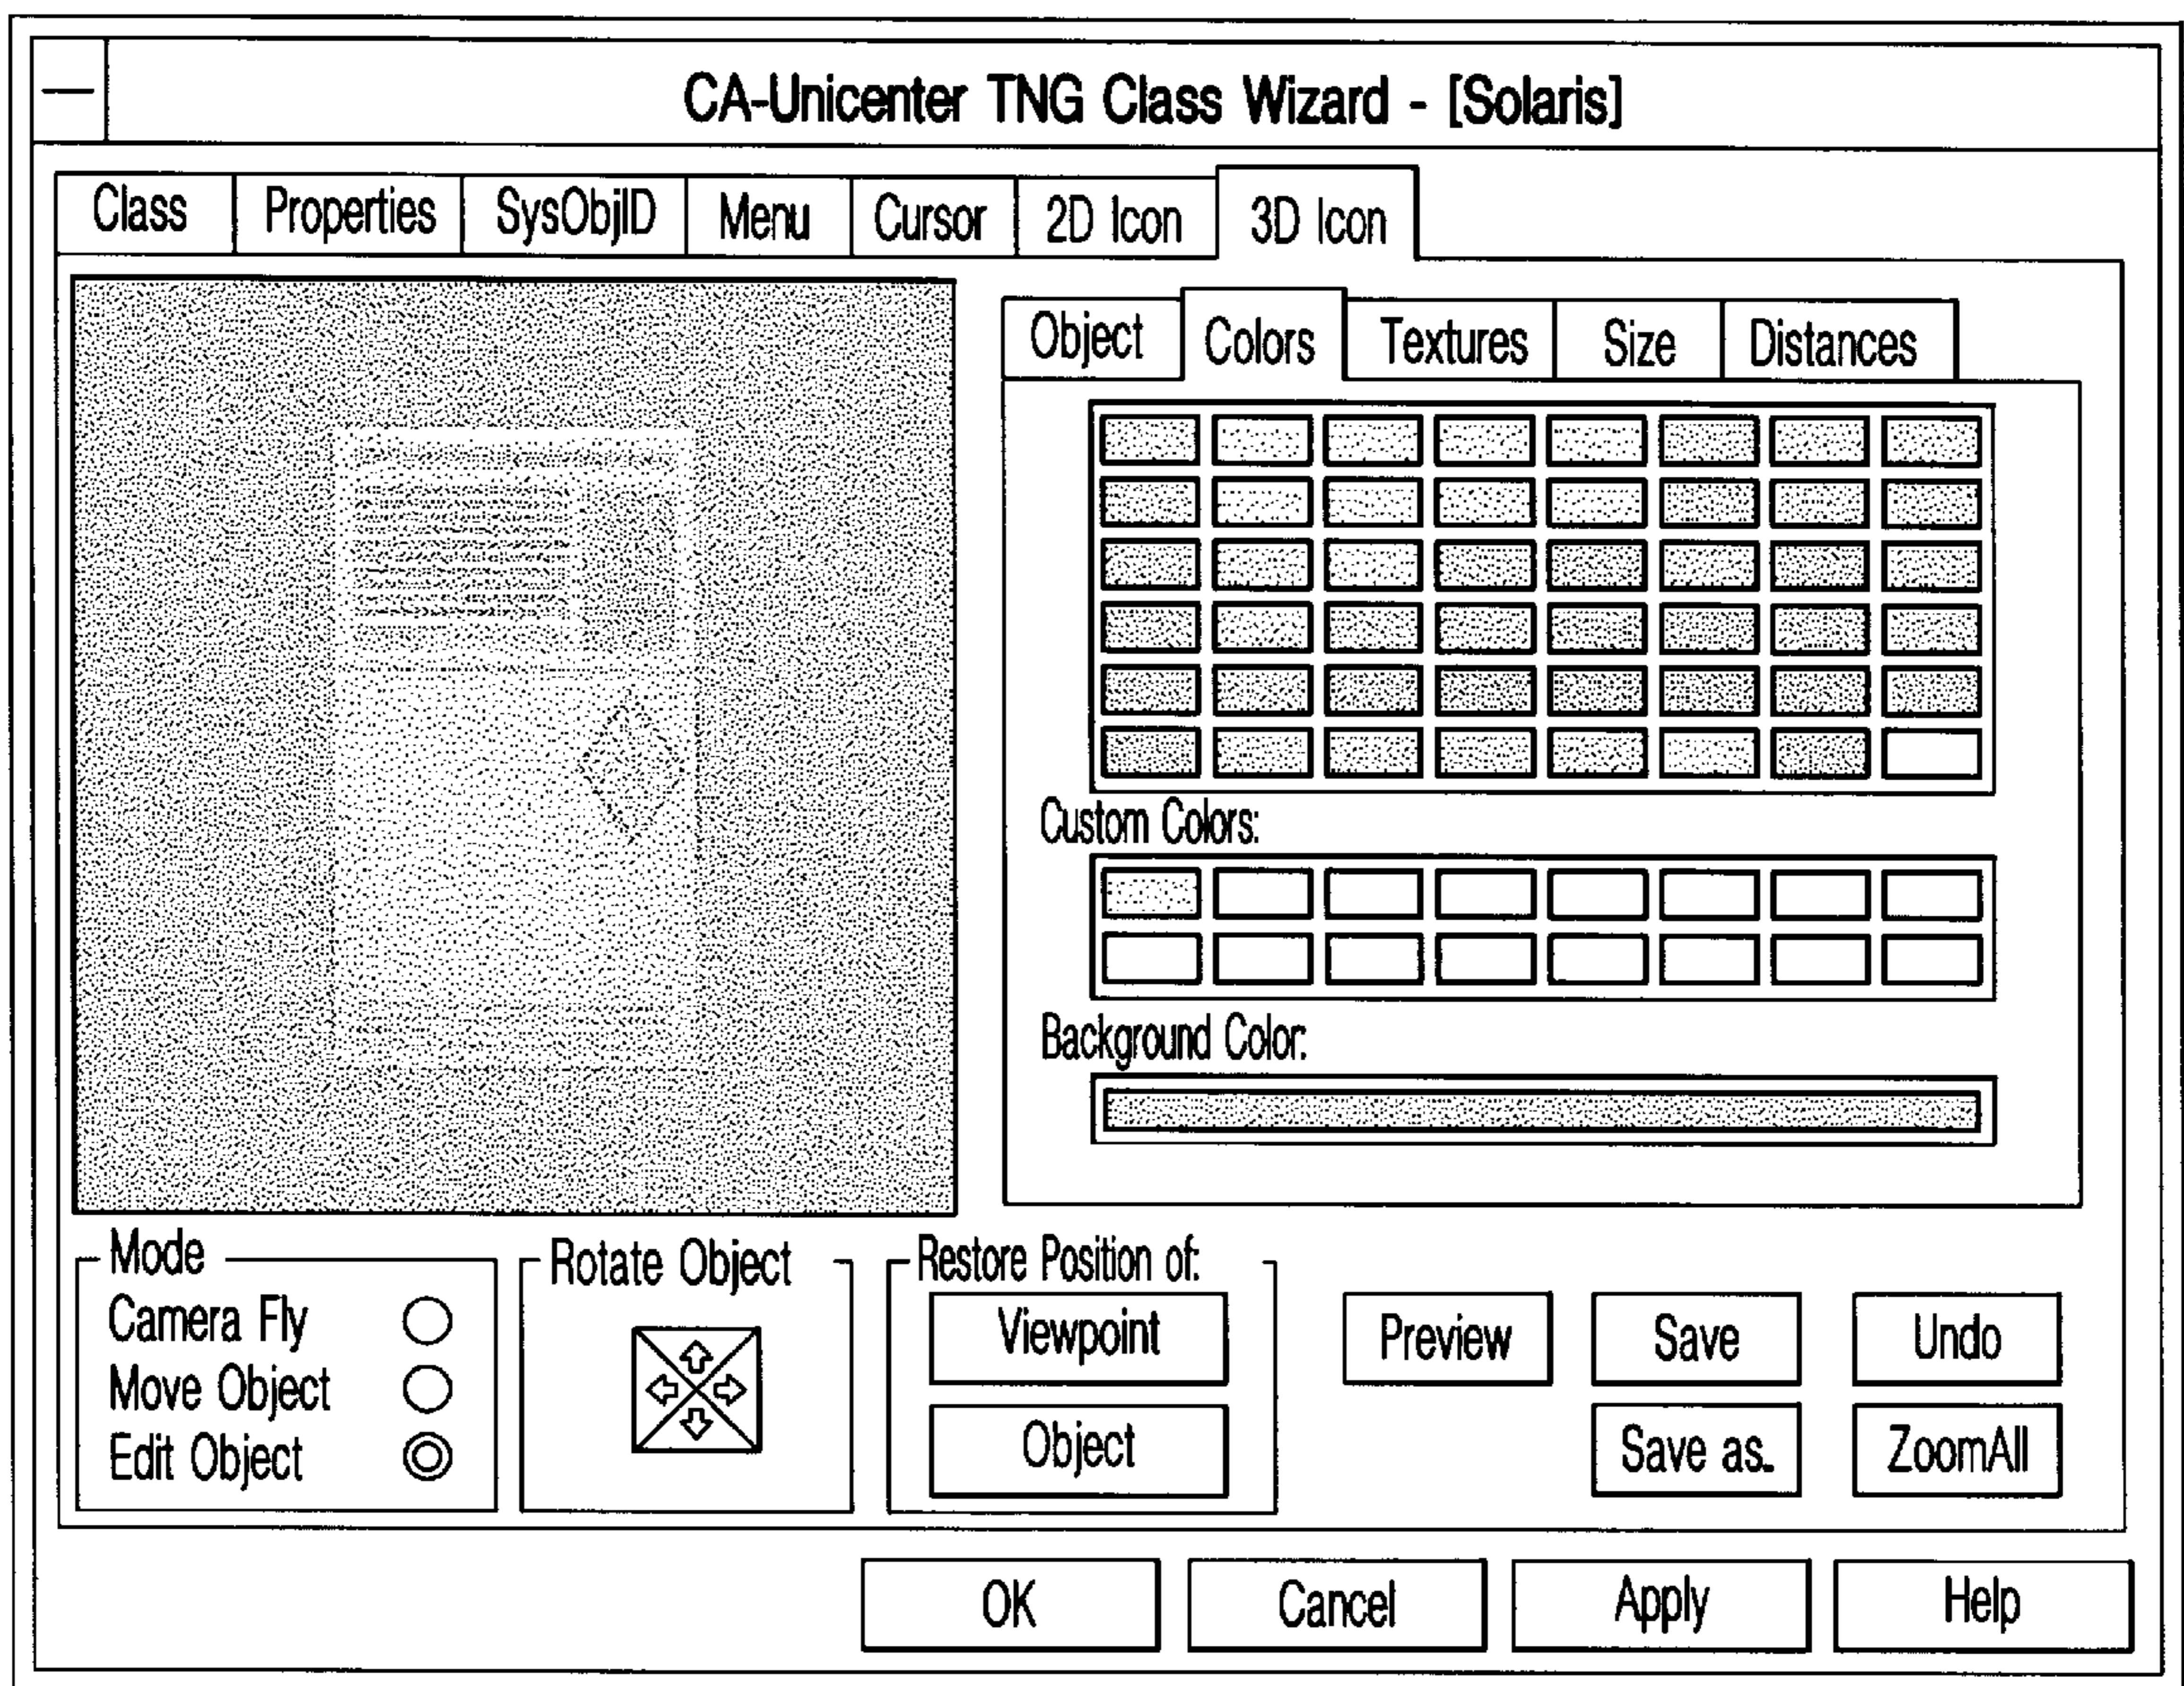 CA-Unicenter TNG Class Wizard - [Solaris]
Class Properties SysObjID Menu Cursor 2D Icon 3D Icon
Object Colors Textures Size Distances
Custom Colors:
Background Color:
Mode
Camera Fly
Move Object
Edit Object
Rotate Object
Restore Position of:
Viewpoint
Object
Preview Save Undo
Save as.. ZoomAll
OK Cancel Apply Help